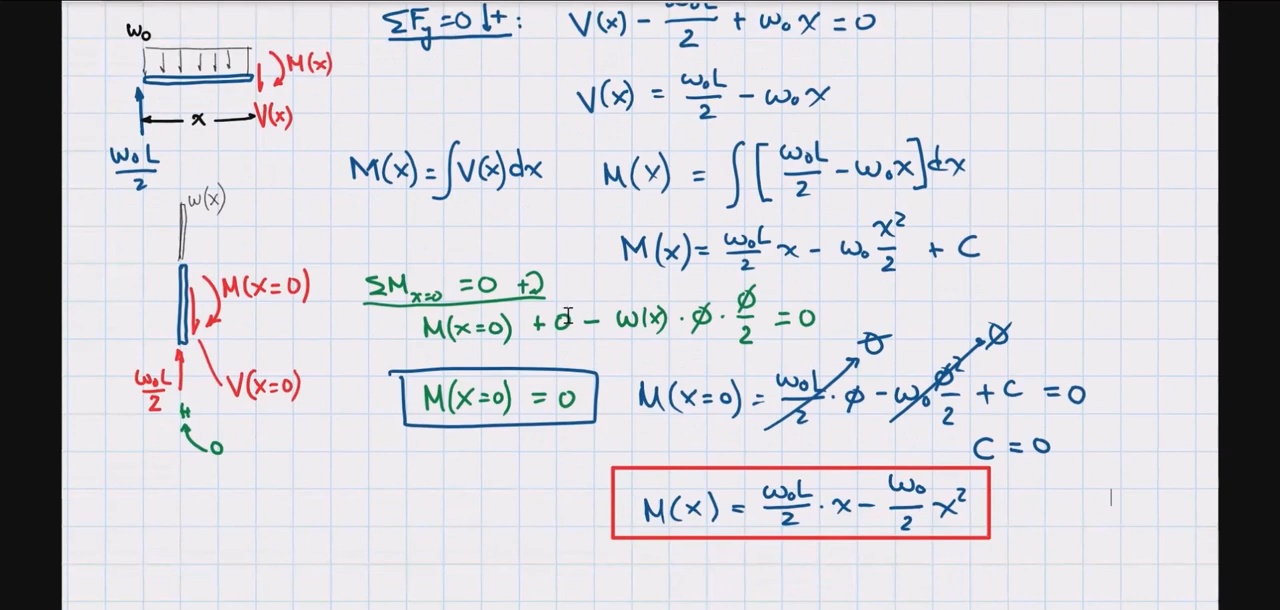 ΣFy=0 ↓+: V(x) - w₀L/2 + w₀x = 0
w₀
M(x)
V(x) = w₀L/2 - w₀x
x V(x)
w₀L/2
M(x) = ∫V(x)dx M(x) = ∫[w₀L/2 - w₀x]dx
w(x)
M(x) = w₀L/2 x - w₀ x²/2 + C
M(x=0)
ΣM_{x=0} = 0 +↻
M(x=0) + 0 - w(x) · 0 · 0/2 = 0
w₀L/2 V(x=0)
M(x=0) = 0
M(x=0) = w₀L/2 · 0 - w₀ 0²/2 + C = 0
0 0
0
C = 0
M(x) = w₀L/2 · x - w₀/2 x²